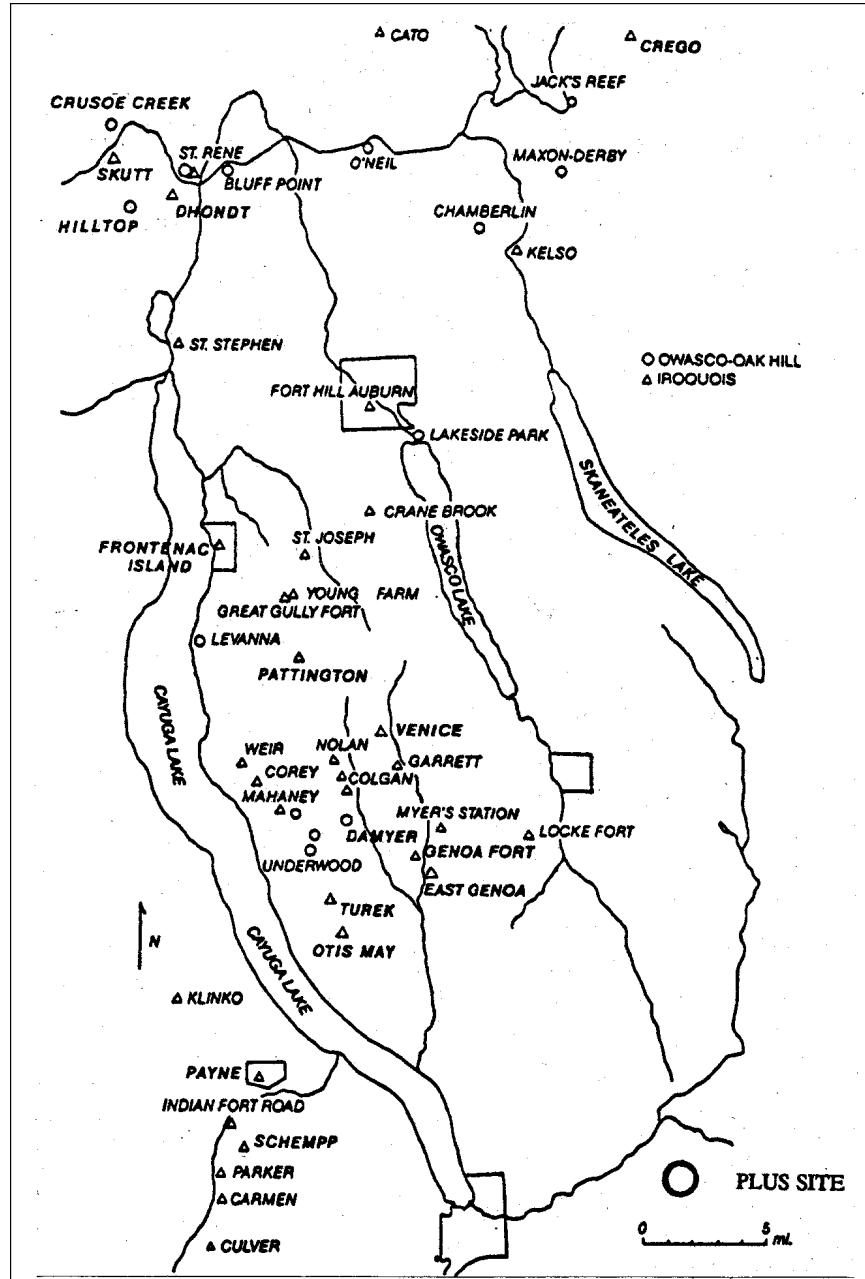 CATO
CREGO
JACK'S REEF
CRUSOE CREEK
ST. RENE
O'NEIL
MAXON-DERBY
SKUTT
BLUFF POINT
DHONDT
CHAMBERLIN
HILLTOP
KELSO
ST. STEPHEN
OWASCO-OAK HILL
IROQUOIS
FORT HILL AUBURN
LAKESIDE PARK
SKANEATELES LAKE
CRANE BROOK
OWASCO LAKE
ST. JOSEPH
FRONTENAC
ISLAND
YOUNG FARM
GREAT GULLY FORT
LEVANNA
PATTINGTON
CAYUGA LAKE
VENICE
NOLAN
WEIR
GARRETT
COREY
COLGAN
MAHANEY
MYER'S STATION
DAMYER
LOCKE FORT
UNDERWOOD
GENOA FORT
EAST GENOA
TUREK
N
OTIS MAY
CAYUGA LAKE
KLINKO
PAYNE
INDIAN FORT ROAD
SCHEMPP
PARKER
PLUS SITE
CARMEN
0 5
mi.
CULVER